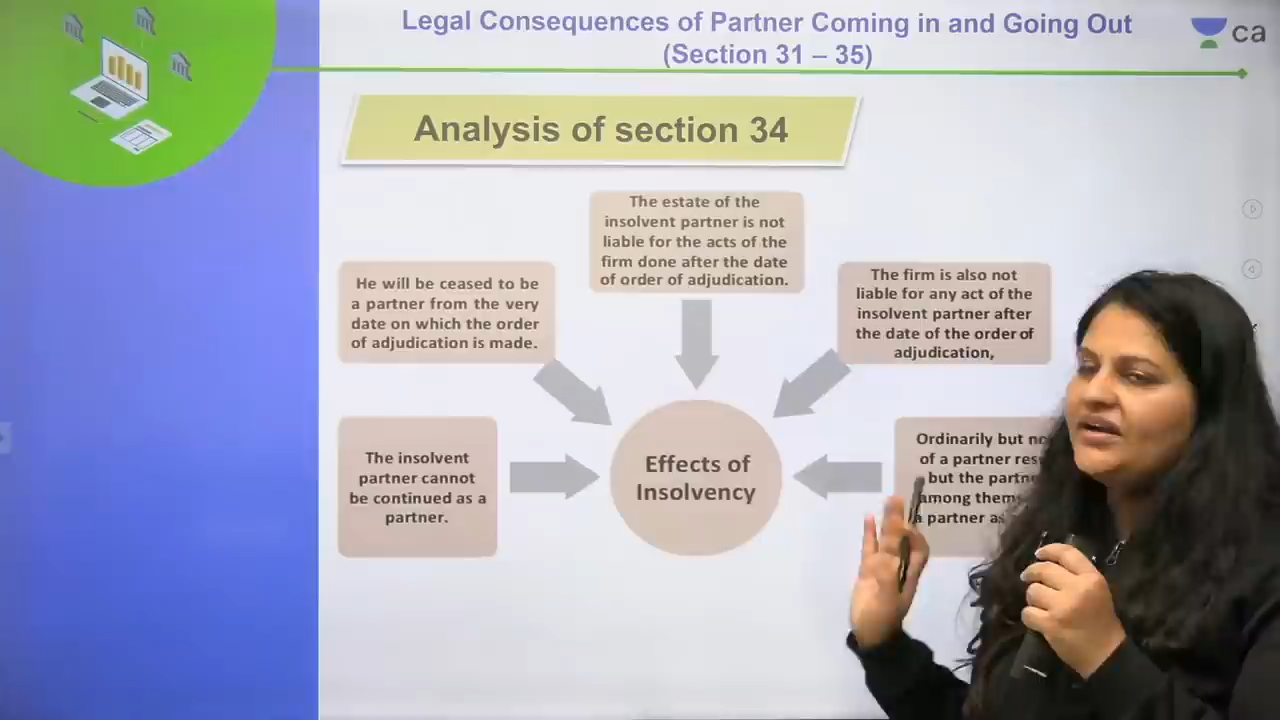 Legal Consequences of Partner Coming in and Going Out
(Section 31 – 35)
ca
Analysis of section 34
The estate of the
insolvent partner is not
liable for the acts of the
firm done after the date
of order of adjudication.
He will be ceased to be
a partner from the very
date on which the order
of adjudication is made.
The firm is also not
liable for any act of the
insolvent partner after
the date of the order of
adjudication,
The insolvent
partner cannot
be continued as a
partner.
Effects of
Insolvency
Ordinarily but
of a partner
but the
among
a partner